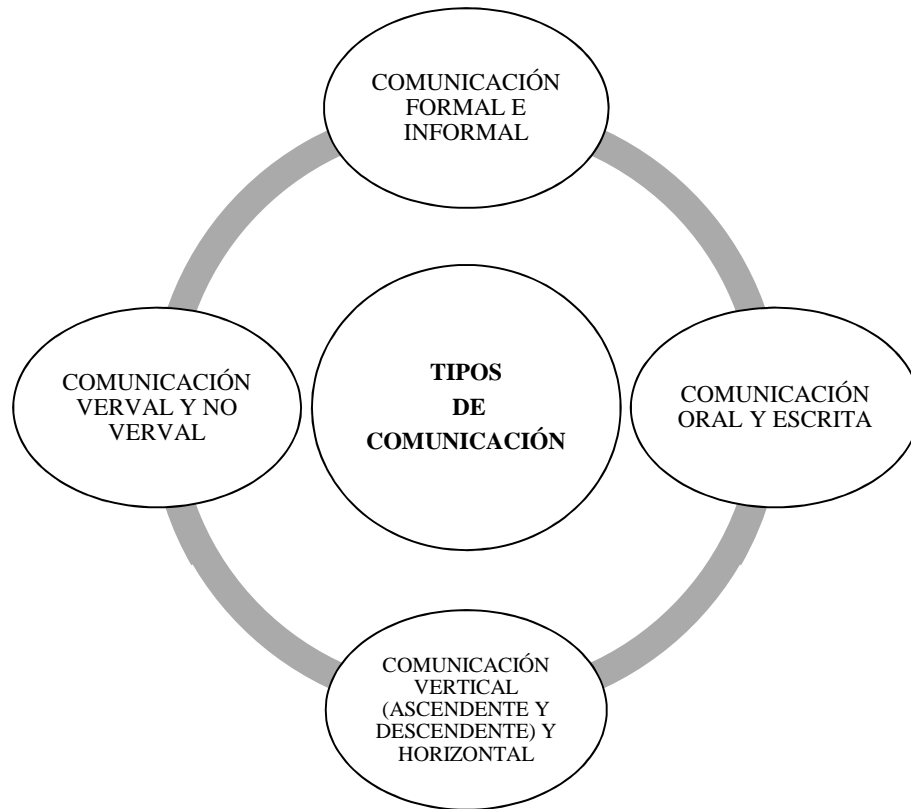 COMUNICACIÓN
FORMAL E
INFORMAL
COMUNICACIÓN
VERVAL Y NO
VERVAL
TIPOS
DE
COMUNICACIÓN
COMUNICACIÓN
ORAL Y ESCRITA
COMUNICACIÓN
VERTICAL
(ASCENDENTE Y
DESCENDENTE) Y
HORIZONTAL